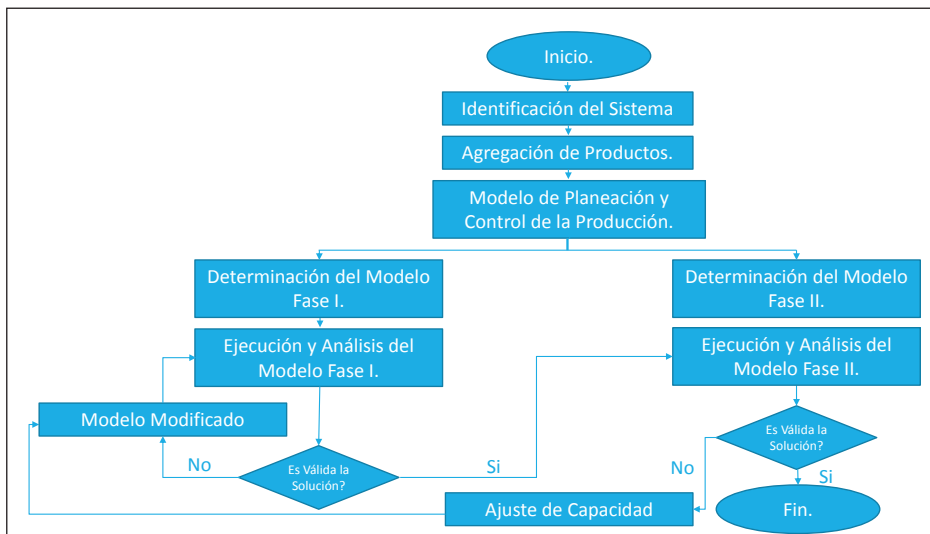 Inicio.
Identificación del Sistema
Agregación de Productos.
Modelo de Planeación y
Control de la Producción.
Determinación del Modelo
Fase I.
Determinación del Modelo
Fase II.
Ejecución y Análisis del
Modelo Fase I.
Ejecución y Análisis del
Modelo Fase II.
Modelo Modificado
Es Válida la
Solución?
No
Si
Es Válida la
Solución?
No
Si
Ajuste de Capacidad
Fin.